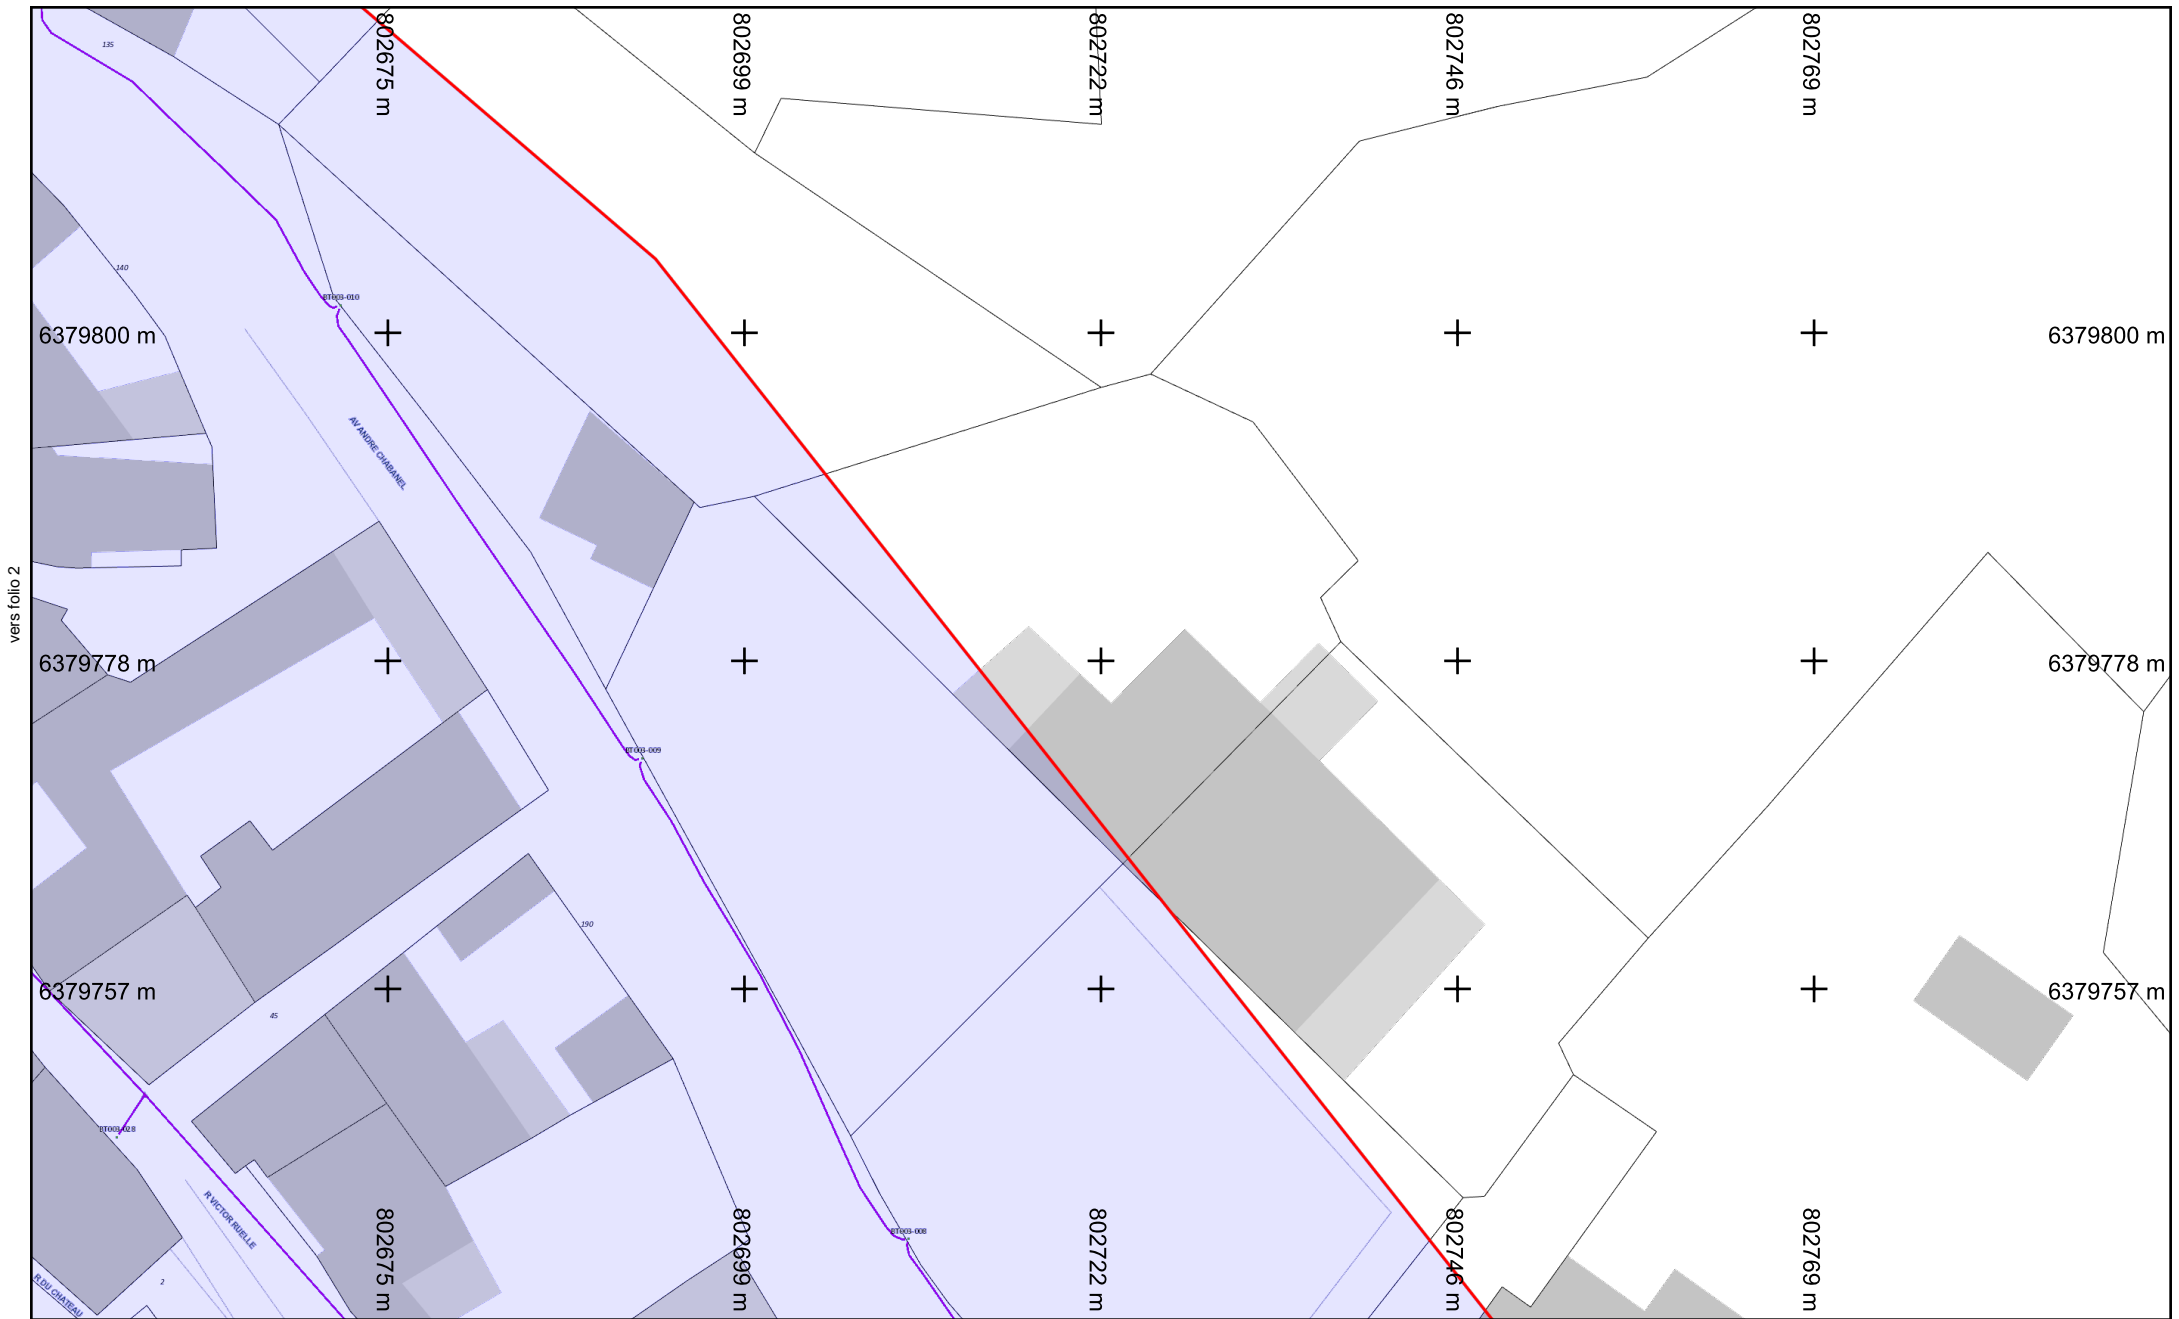 802675 m
802699 m
802722 m
802746 m
802769 m
135
140
BT003-010
6379800 m
6379800 m
AV ANDRE CHABANEL
vers folio 2
6379778 m
6379778 m
BT003-009
190
6379757 m
6379757 m
45
BT003-028
R VICTOR RUELLE
BT003-008
R DU CHATEAU
2
802675 m
802699 m
802722 m
802746 m
802769 m